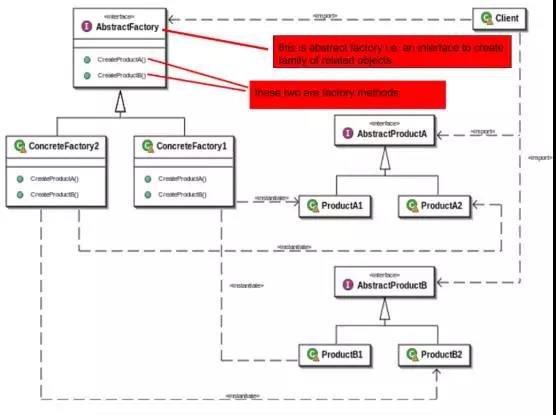 «interface»
AbstractFactory
CreateProductA()
CreateProductB()
«import»
Client
this is abstract factory i.e. an interface to create
family of related objects
these two are factory methods
ConcreteFactory2
CreateProductA()
CreateProductB()
ConcreteFactory1
CreateProductA()
CreateProductB()
«interface»
AbstractProductA
«import»
«import»
«instantiate»
ProductA1
ProductA2
«instantiate»
«interface»
AbstractProductB
«instantiate»
ProductB1
ProductB2
«instantiate»